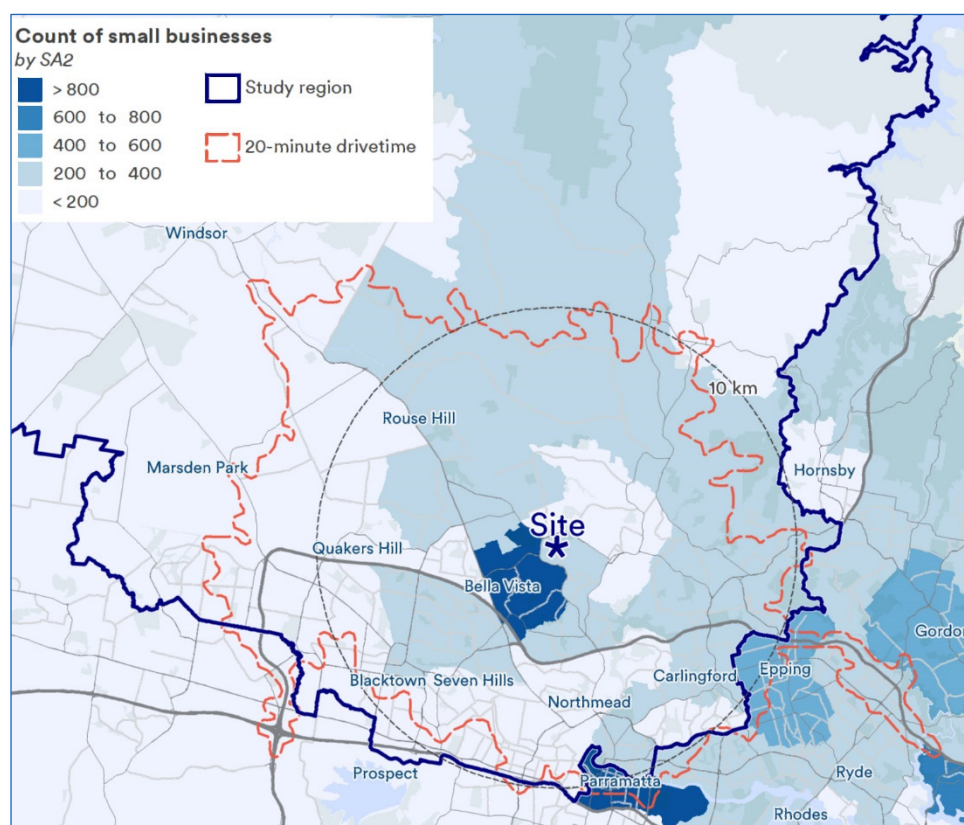 Count of small businesses
by SA2
> 800
600 to 800
400 to 600
200 to 400
< 200
Study region
20-minute drivetime
Windsor
10 km
Rouse Hill
Marsden Park
Hornsby
Site
Quakers Hill
Bella Vista
Gordon
Epping
Carlingford
Blacktown
Seven Hills
Northmead
Prospect
Parramatta
Ryde
Rhodes